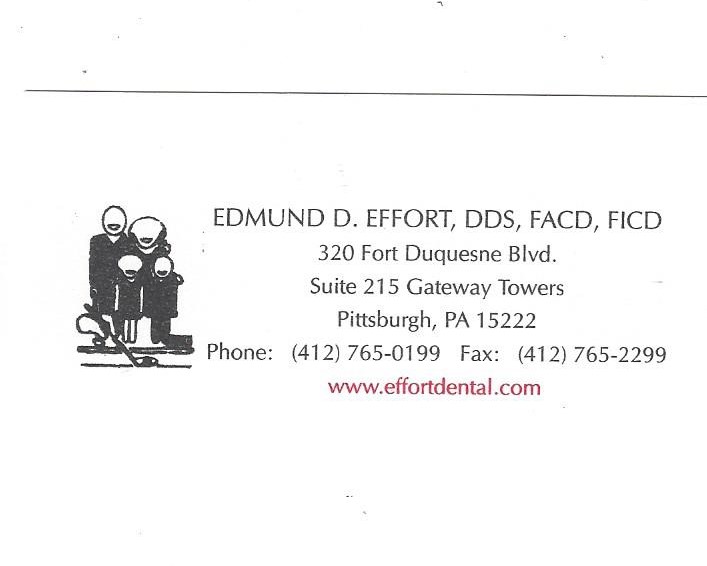 EDMUND D. EFFORT, DDS, FACD, FICD
320 Fort Duquesne Blvd.
Suite 215 Gateway Towers
Pittsburgh, PA 15222
Phone: (412) 765-0199 Fax: (412) 765-2299
www.effortdental.com